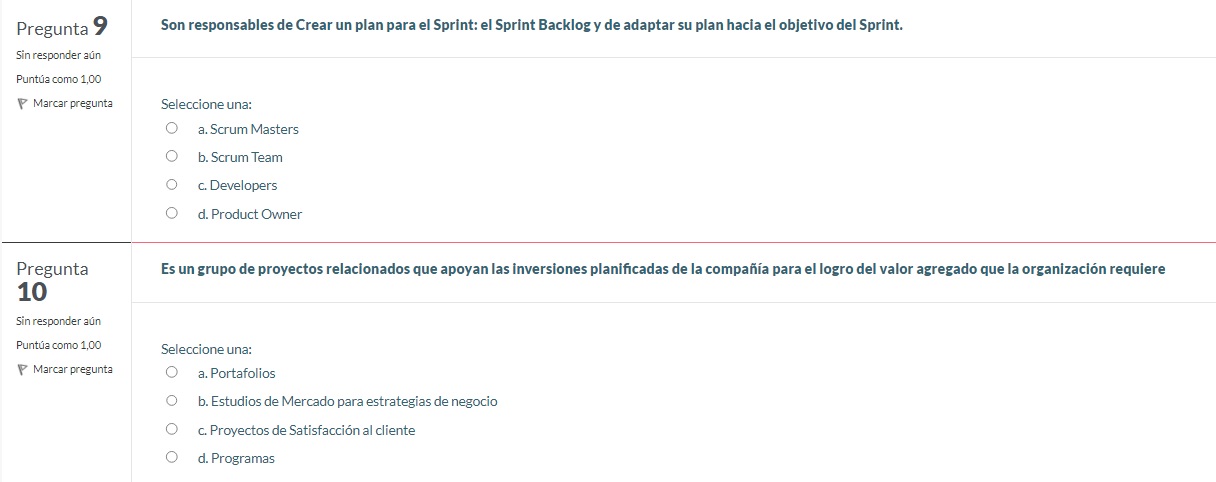 Pregunta 9
Sin responder aún
Puntúa como 1,00
Marcar pregunta
Son responsables de Crear un plan para el Sprint: el Sprint Backlog y de adaptar su plan hacia el objetivo del Sprint.
Seleccione una:
a. Scrum Masters
b. Scrum Team
c. Developers
d. Product Owner
Pregunta
10
Sin responder aún
Puntúa como 1,00
Marcar pregunta
Es un grupo de proyectos relacionados que apoyan las inversiones planificadas de la compañía para el logro del valor agregado que la organización requiere
Seleccione una:
a. Portafolios
b. Estudios de Mercado para estrategias de negocio
c. Proyectos de Satisfacción al cliente
d. Programas